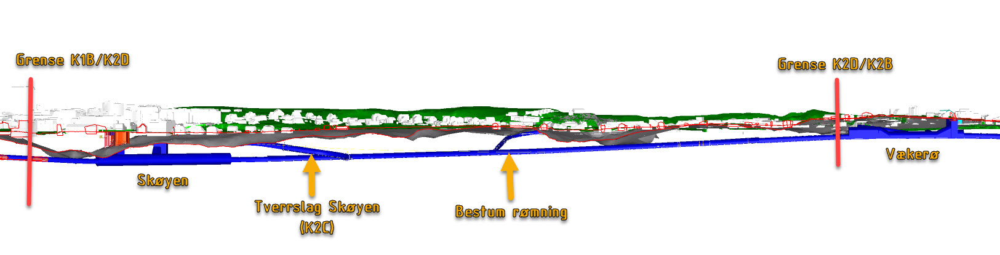 Grense K1B/K2D
Grense K2D/K2B
Vækerø
Skøyen
Tverrslag Skøyen
(K2C)
Bestum rømning